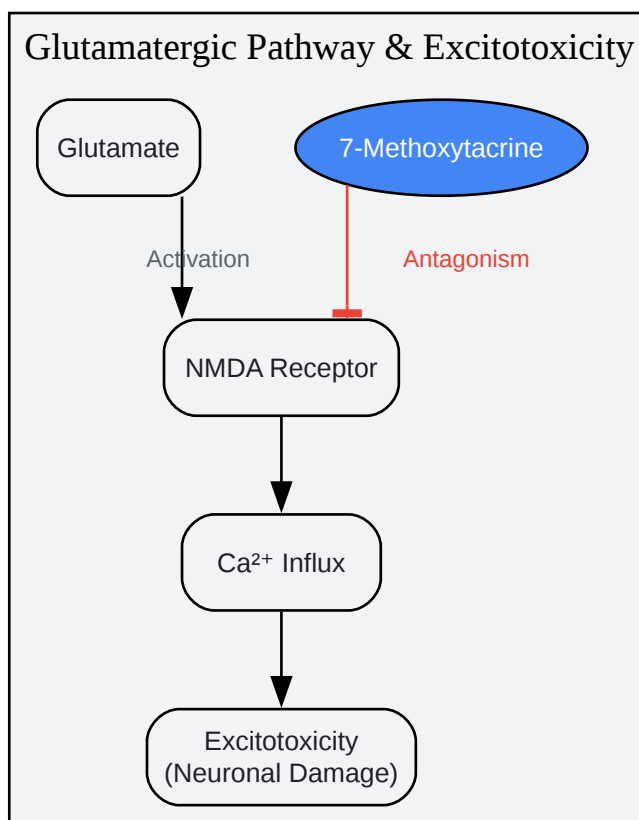 Glutamatergic Pathway & Excitotoxicity
Glutamate
7-Methoxytacrine
Activation
Antagonism
NMDA Receptor
Ca²⁺ Influx
Excitotoxicity
(Neuronal Damage)